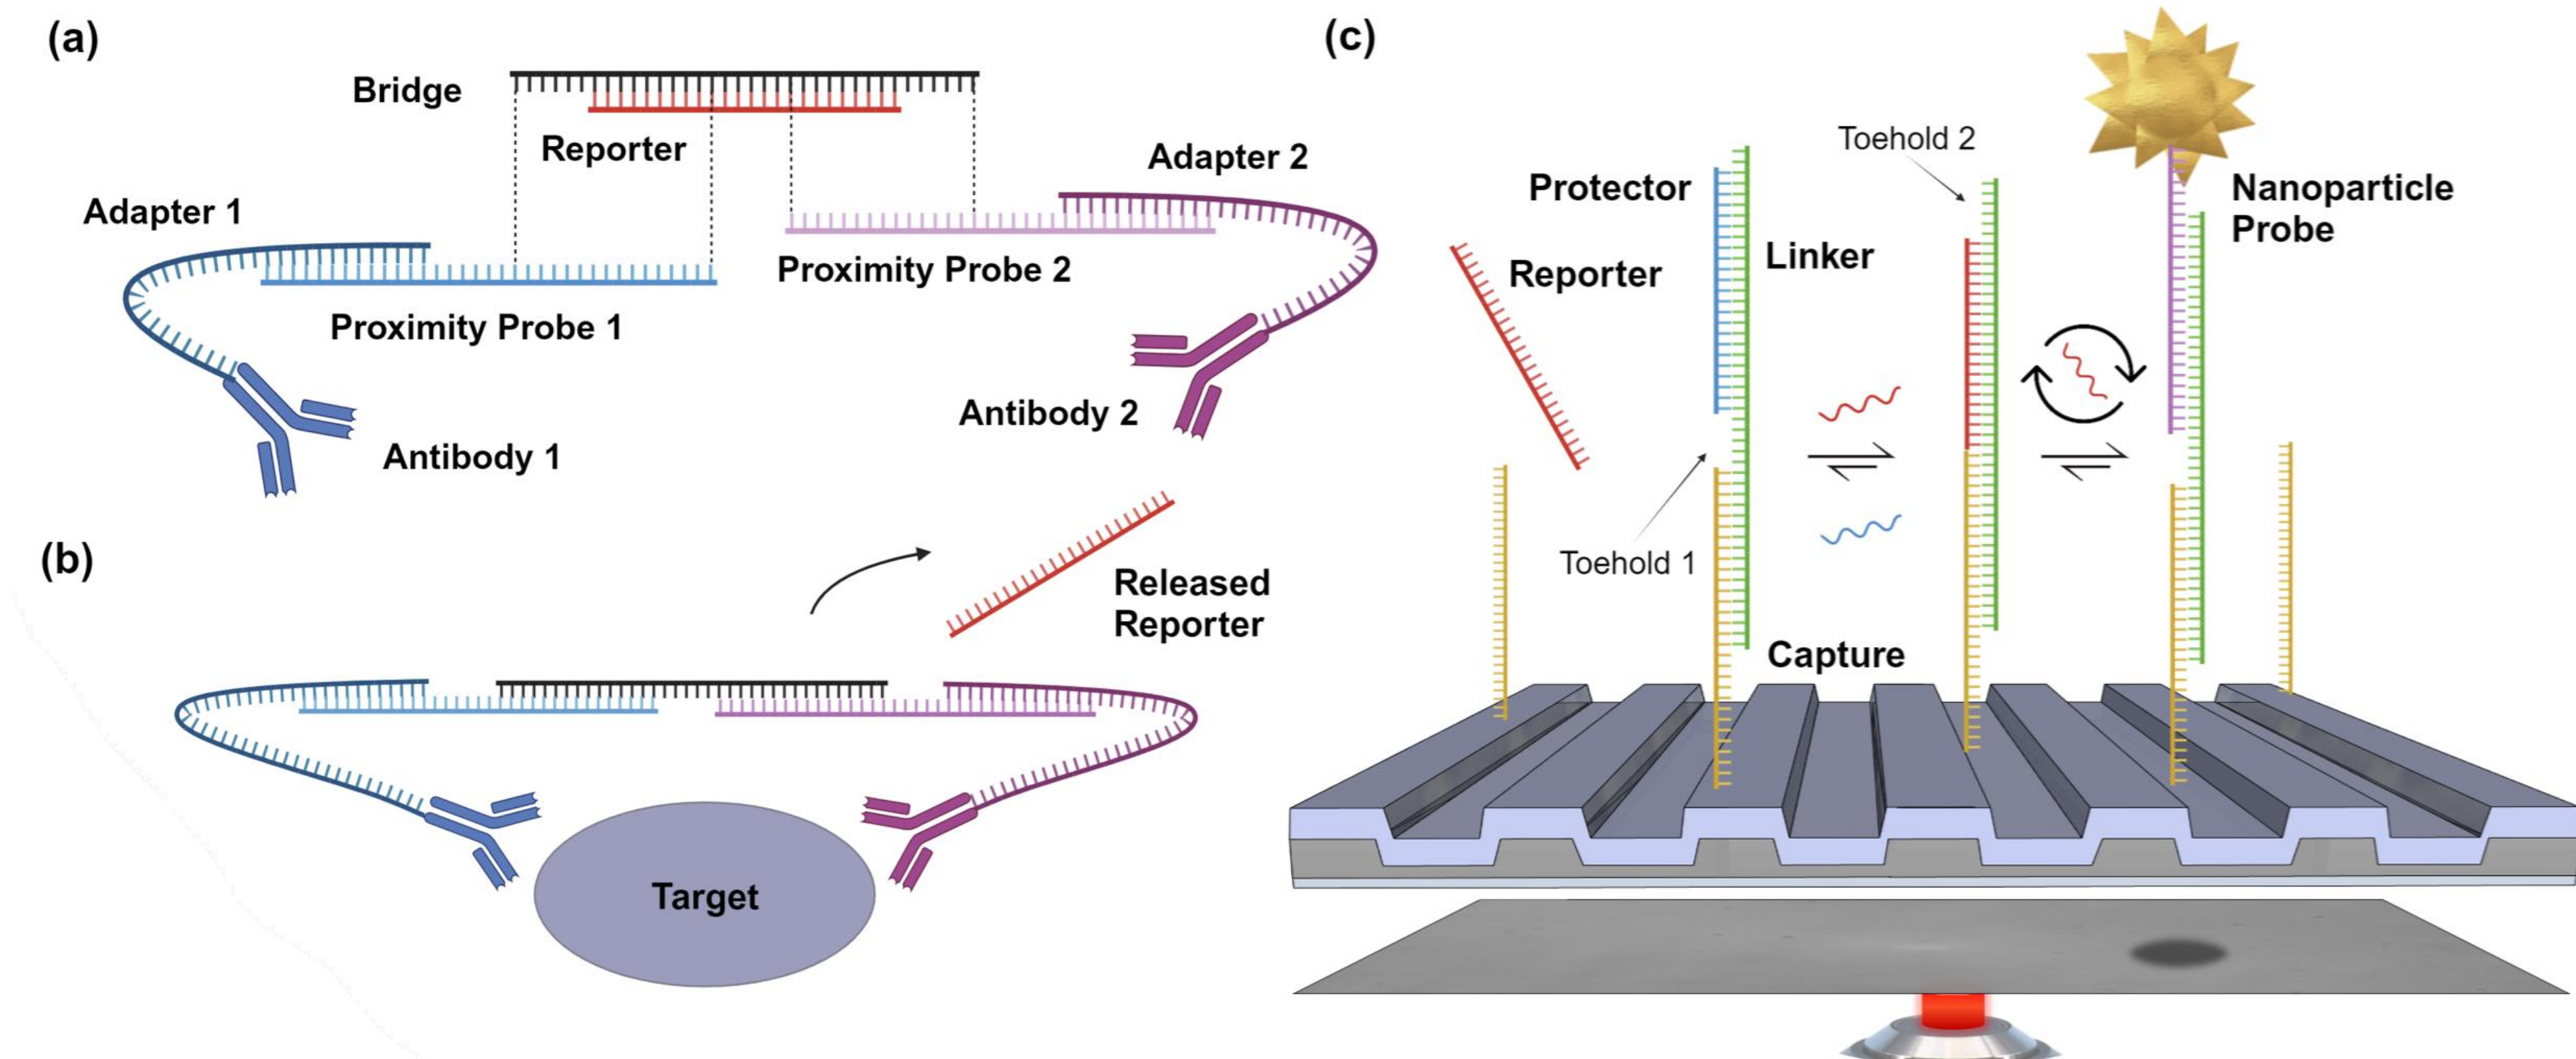 (a)
Bridge
Reporter
Adapter 1
Adapter 2
Proximity Probe 1
Proximity Probe 2
Antibody 1
Antibody 2
(b)
Released
Reporter
Target
(c)
Toehold 2
Protector
Nanoparticle
Probe
Reporter
Linker
Toehold 1
Capture